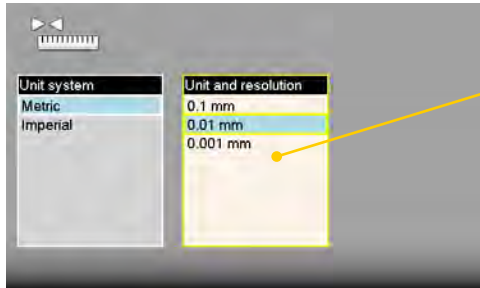 Unit system
Metric
Imperial
Unit and resolution
0.1 mm
0.01 mm
0.001 mm